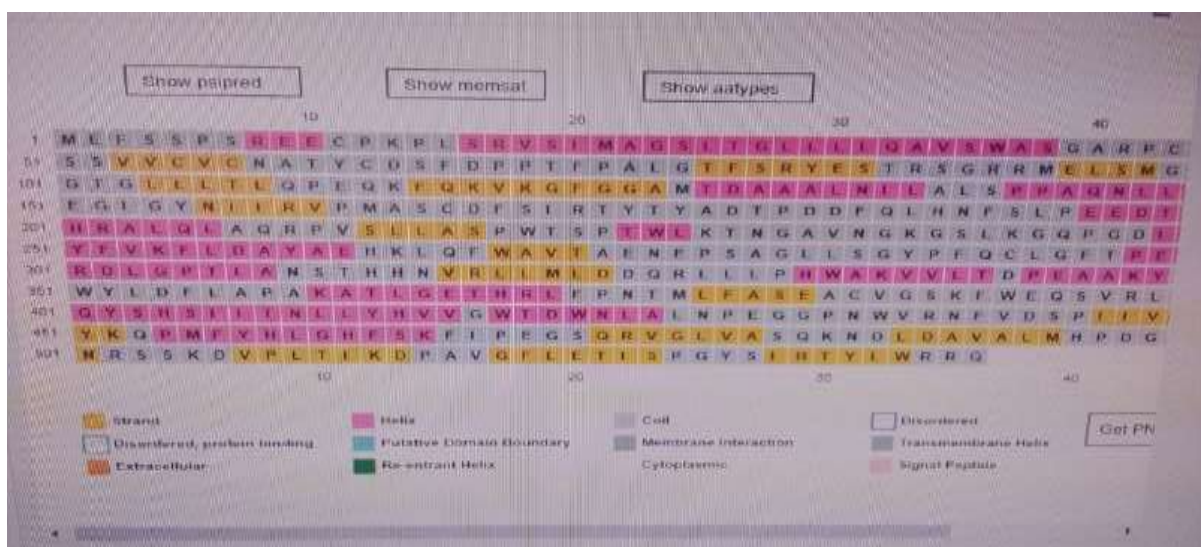 Show psipred Show memsat Show aatypes
10 20 30 40
1 M E F S S P S R E E C P K P L S R V S I M A G S L T G L L L L Q A V S W A S G A R P C
51 S S V V C V C N A T Y C D S F D P P T F P A L G T F S R Y E S T R S G R R M E L S M G
101 G T G L L L T L Q P E Q K F Q K V K G F G G A M T D A A A L N I L A L S P P A Q N L L
151 E G I G Y N I I R V P M A S C D F S I R T Y T Y A D T P D D F Q L H N F S L P E E D T
201 H R A L Q L A Q R P V S L L A S P W T S P T W L K T N G A V N G K G S L K G Q P G D I
251 Y F V K F L D A Y A E H K L Q F W A V T A E N E P S A G L L S G Y P F Q C L G F T P E
301 R D L G P T L A N S T H H N V R L L M L D D Q R L L L P H W A K V V L T D P E A A K Y
351 W Y L D F L A P A K A T L G E T H R L F P N T M L F A S E A C V G S K F W E Q S V R L
401 Q Y S H S I I T N L L Y H V V G W T D W N L A L N P E G G P N W V R N F V D S P I I V
451 Y K Q P M F Y H L G H F S K F I P E G S Q R V G L V A S Q K N D L D A V A L M H P D G
501 N R S S K D V P L T I K D P A V G F L E T I S P G Y S I H T Y L W R R Q
10 20 30 40
Strand Helix Coil Disordered
Disordered, protein binding Putative Domain Boundary Membrane Interaction Transmembrane Helix Get PN
Extracellular Re-entrant Helix Cytoplasmic Signal Peptide